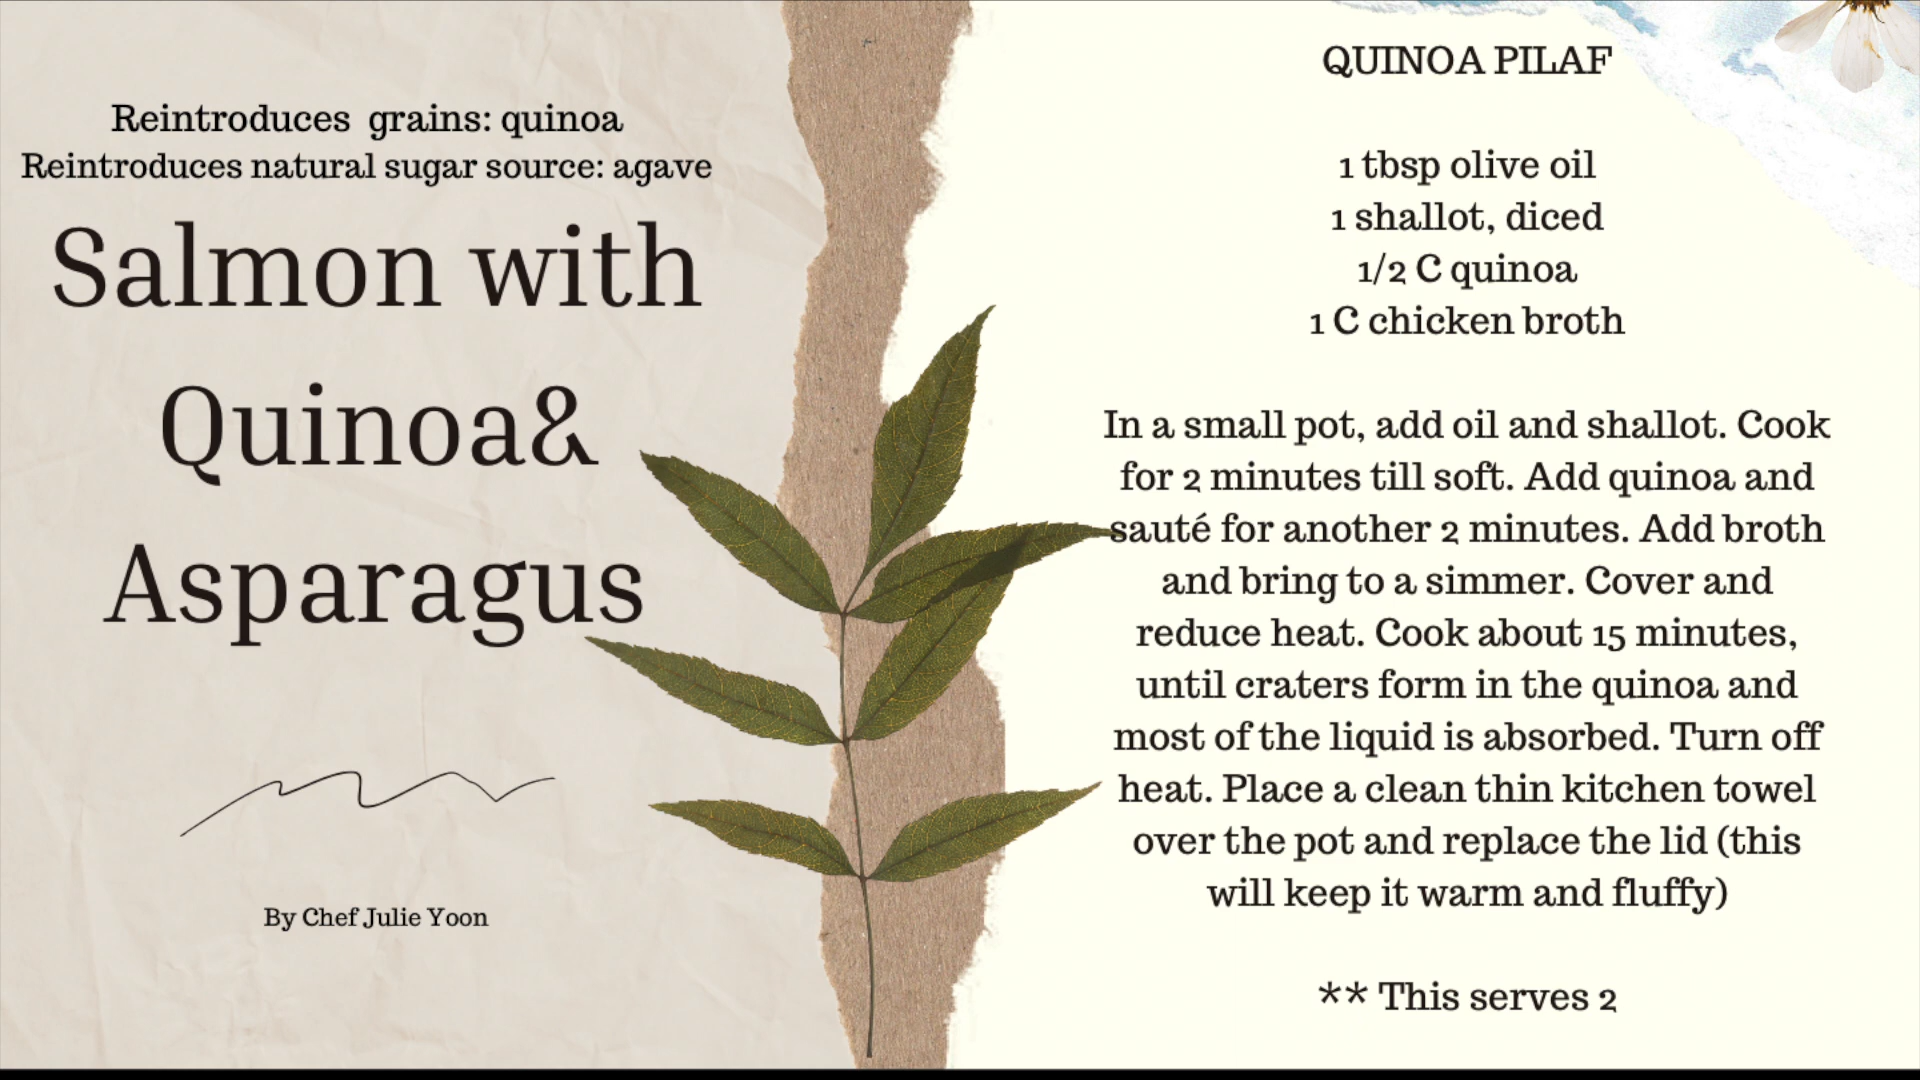 Reintroduces  grains: quinoa
Reintroduces natural sugar source: agave
Salmon with
Quinoa&
Asparagus
By Chef Julie Yoon
QUINOA PILAF
1 tbsp olive oil
1 shallot, diced
1/2 C quinoa
1 C chicken broth
In a small pot, add oil and shallot. Cook
for 2 minutes till soft. Add quinoa and
sauté for another 2 minutes. Add broth
and bring to a simmer. Cover and
reduce heat. Cook about 15 minutes,
until craters form in the quinoa and
most of the liquid is absorbed. Turn off
heat. Place a clean thin kitchen towel
over the pot and replace the lid (this
will keep it warm and fluffy)
** This serves 2